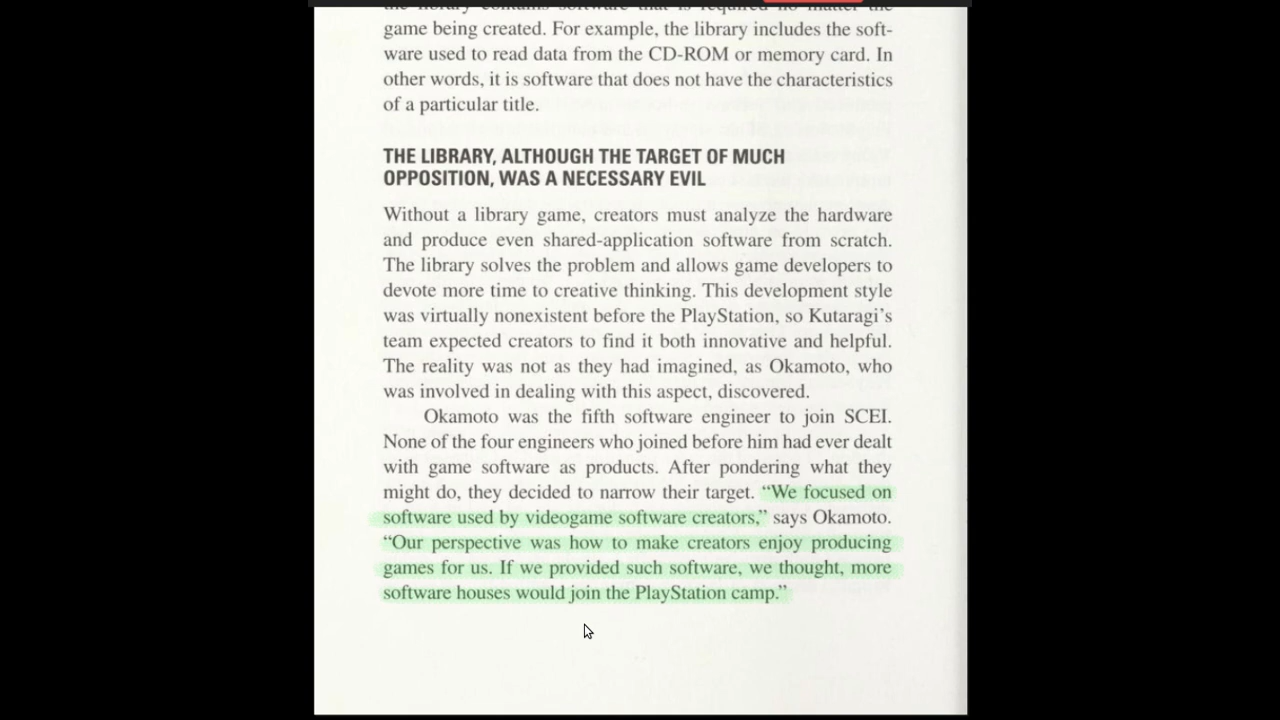 the library contains software that is required no matter the
game being created. For example, the library includes the soft-
ware used to read data from the CD-ROM or memory card. In
other words, it is software that does not have the characteristics
of a particular title.
THE LIBRARY, ALTHOUGH THE TARGET OF MUCH
OPPOSITION, WAS A NECESSARY EVIL
Without a library game, creators must analyze the hardware
and produce even shared-application software from scratch.
The library solves the problem and allows game developers to
devote more time to creative thinking. This development style
was virtually nonexistent before the PlayStation, so Kutaragi’s
team expected creators to find it both innovative and helpful.
The reality was not as they had imagined, as Okamoto, who
was involved in dealing with this aspect, discovered.
Okamoto was the fifth software engineer to join SCEI.
None of the four engineers who joined before him had ever dealt
with game software as products. After pondering what they
might do, they decided to narrow their target. “We focused on
software used by videogame software creators,” says Okamoto.
“Our perspective was how to make creators enjoy producing
games for us. If we provided such software, we thought, more
software houses would join the PlayStation camp.”